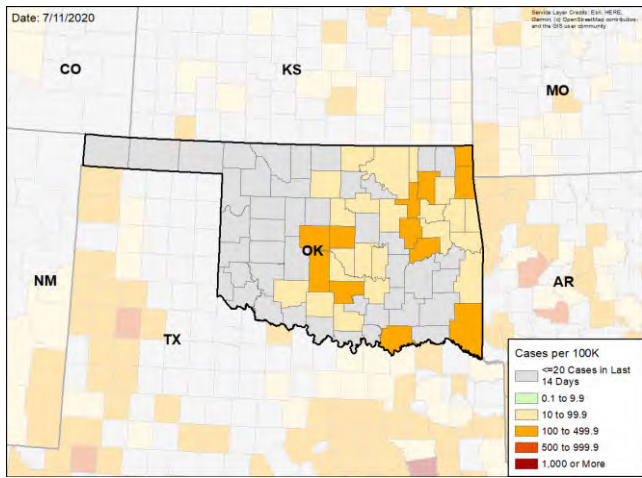 Date: 7/11/2020
Service Layer Credits: Esri, HERE,
Garmin, (c) OpenStreetMap contributors,
and the GIS user community
CO
KS
MO
OK
NM
AR
TX
Cases per 100K
<=20 Cases in Last
14 Days
0.1 to 9.9
10 to 99.9
100 to 499.9
500 to 999.9
1,000 or More